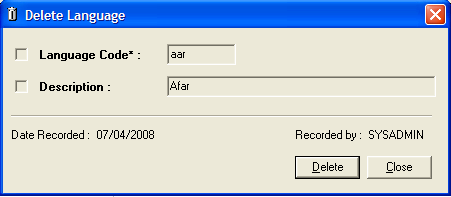 Delete Language
Language Code* : aar
Description : Afar
Date Recorded : 07/04/2008 Recorded by : SYSADMIN
Delete Close